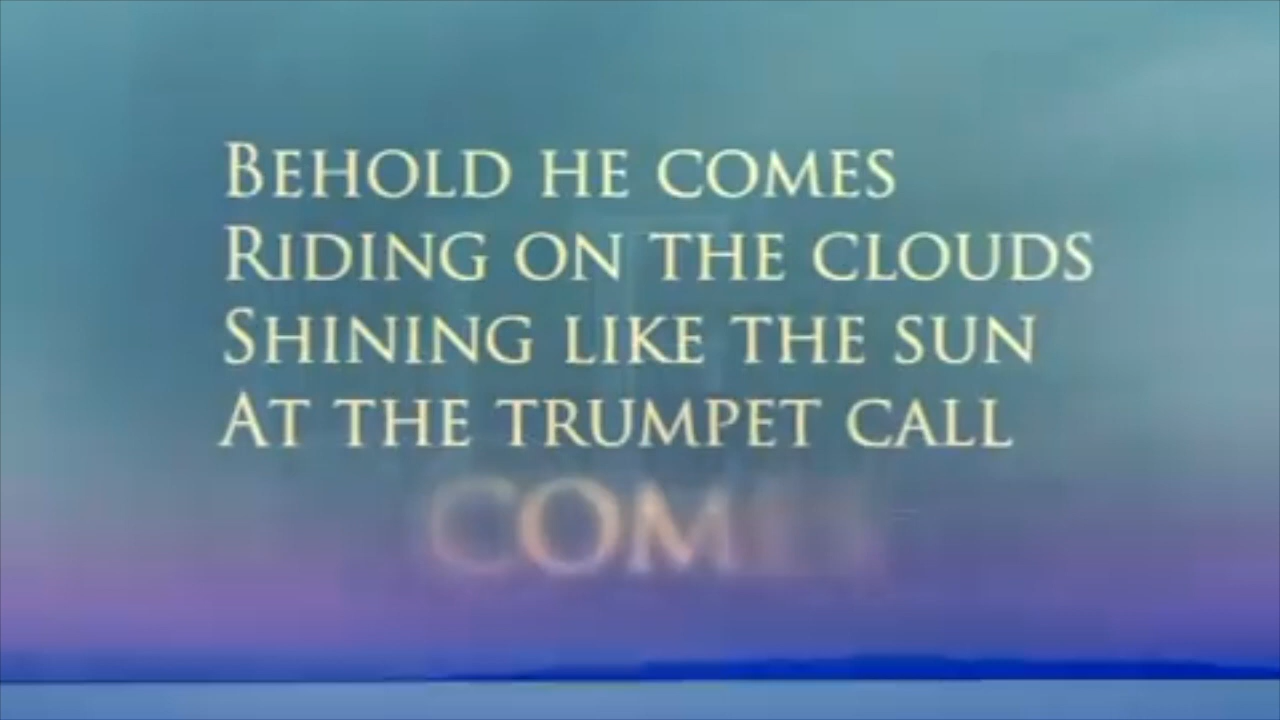 BEHOLD HE COMES
RIDING ON THE CLOUDS
SHINING LIKE THE SUN
AT THE TRUMPET CALL